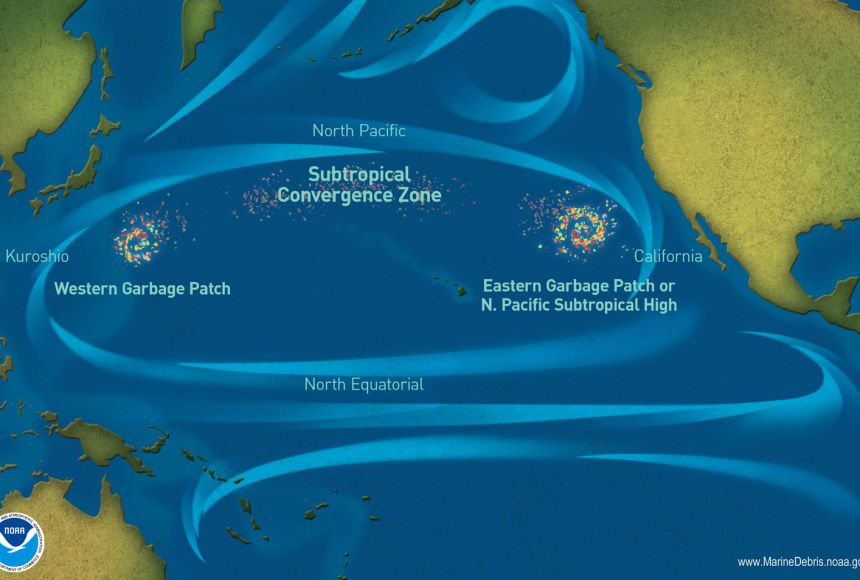 North Pacific
Subtropical
Convergence Zone
Kuroshio
California
Western Garbage Patch
Eastern Garbage Patch or
N. Pacific Subtropical High
North Equatorial
NOAA
www.MarineDebris.noaa.go